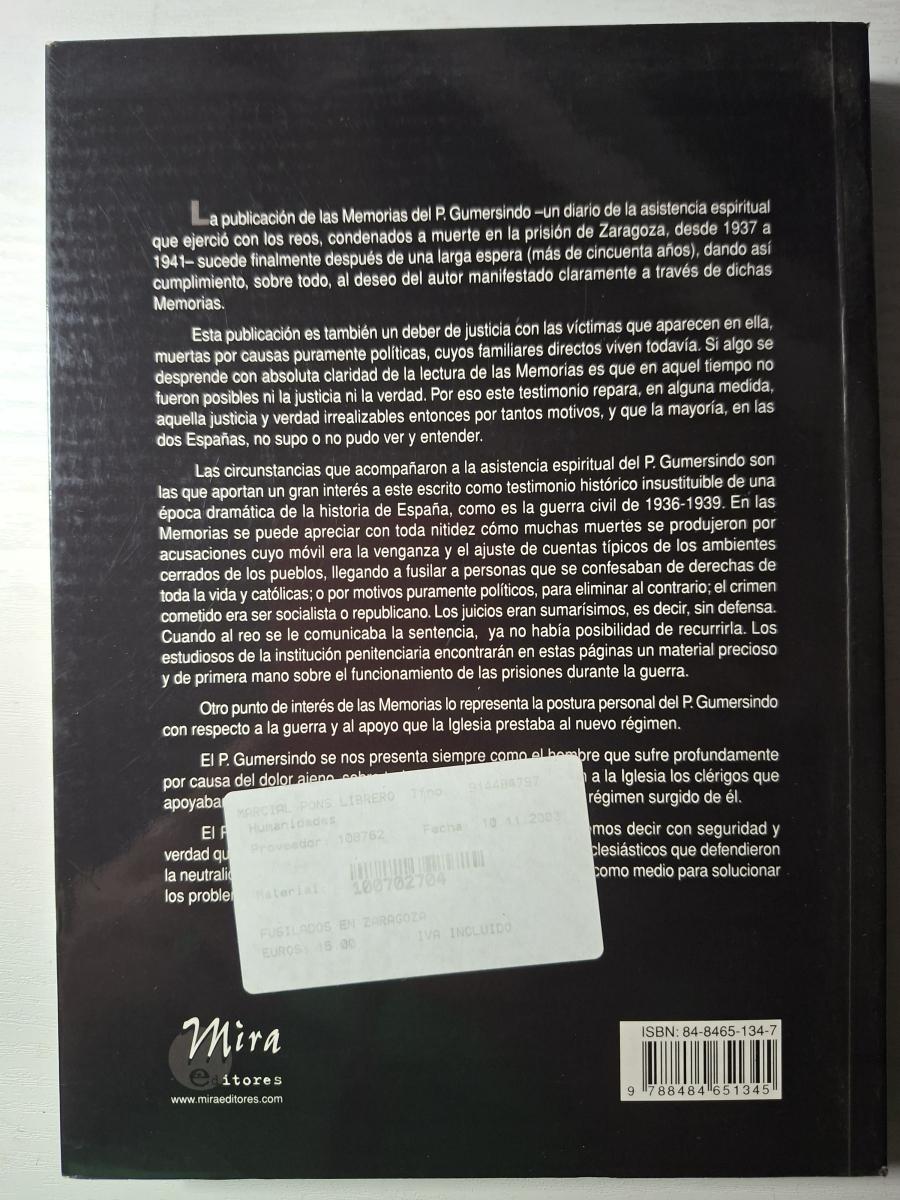 La publicación de las Memorias del P. Gumersindo –un diario de la asistencia espiritual
que ejerció con los reos, condenados a muerte en la prisión de Zaragoza, desde 1937 a
1941– sucede finalmente después de una larga espera (más de cincuenta años), dando así
cumplimiento, sobre todo, al deseo del autor manifestado claramente a través de dichas
Memorias.
Esta publicación es también un deber de justicia con las víctimas que aparecen en ella,
muertas por causas puramente políticas, cuyos familiares directos viven todavía. Si algo se
desprende con absoluta claridad de la lectura de las Memorias es que en aquel tiempo no
fueron posibles ni la justicia ni la verdad. Por eso este testimonio repara, en alguna medida,
aquella justicia y verdad irrealizables entonces por tantos motivos, y que la mayoría, en las
dos Españas, no supo o no pudo ver y entender.
Las circunstancias que acompañaron a la asistencia espiritual del P. Gumersindo son
las que aportan un gran interés a este escrito como testimonio histórico insustituible de una
época dramática de la historia de España, como es la guerra civil de 1936-1939. En las
Memorias se puede apreciar con toda nitidez cómo muchas muertes se produjeron por
acusaciones cuyo móvil era la venganza y el ajuste de cuentas típicos de los ambientes
cerrados de los pueblos, llegando a fusilar a personas que se confesaban de derechas de
toda la vida y católicas; o por motivos puramente políticos, para eliminar al contrario; el crimen
cometido era ser socialista o republicano. Los juicios eran sumarísimos, es decir, sin defensa.
Cuando al reo se le comunicaba la sentencia, ya no había posibilidad de recurrirla. Los
estudiosos de la institución penitenciaria encontrarán en estas páginas un material precioso
y de primera mano sobre el funcionamiento de las prisiones durante la guerra.
Otro punto de interés de las Memorias lo representa la postura personal del P. Gumersindo
con respecto a la guerra y al apoyo que la Iglesia prestaba al nuevo régimen.
El P. Gumersindo se nos presenta siempre como el hombre que sufre profundamente
por causa del dolor ajeno, a la Iglesia los clérigos que
apoyaba régimen surgido de él.
El P emos decir con seguridad y
verdad qu clesiásticos que defendieron
la neutralid como medio para solucionar
los proble
MARCIAL PONS LIBRERO Tfno. 914484797
Humanidades
Proveedor: 108762 Fecha: 10.11.2003
Material: 100702704
FUSILADOS EN ZARAGOZA
EUROS: 15.00 IVA INCLUIDO
Mira
editores
www.miraeditores.com
ISBN: 84-8465-134-7
9 788484 651345